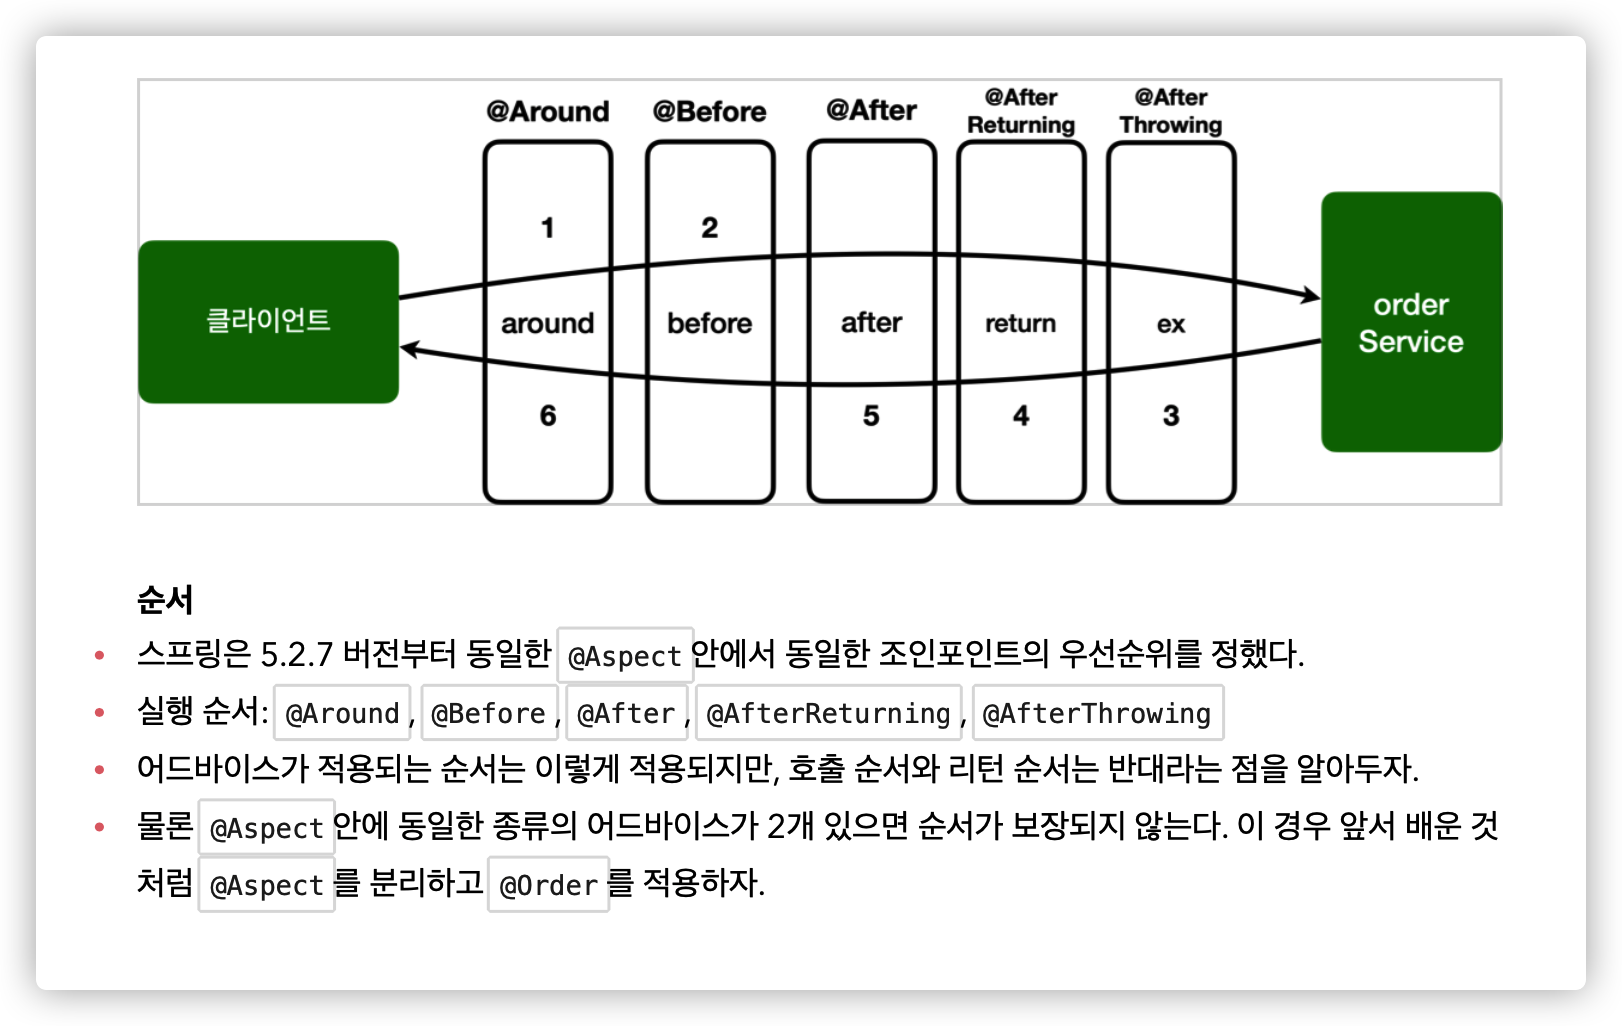 @Around @Before @After @After Returning @After Throwing
1 2
클라이언트 around before after return ex order Service
6 5 4 3
순서
스프링은 5.2.7 버전부터 동일한 @Aspect 안에서 동일한 조인포인트의 우선순위를 정했다.
실행 순서: @Around, @Before, @After, @AfterReturning, @AfterThrowing
어드바이스가 적용되는 순서는 이렇게 적용되지만, 호출 순서와 리턴 순서는 반대라는 점을 알아두자.
물론 @Aspect 안에 동일한 종류의 어드바이스가 2개 있으면 순서가 보장되지 않는다. 이 경우 앞서 배운 것
처럼 @Aspect 를 분리하고 @Order 를 적용하자.